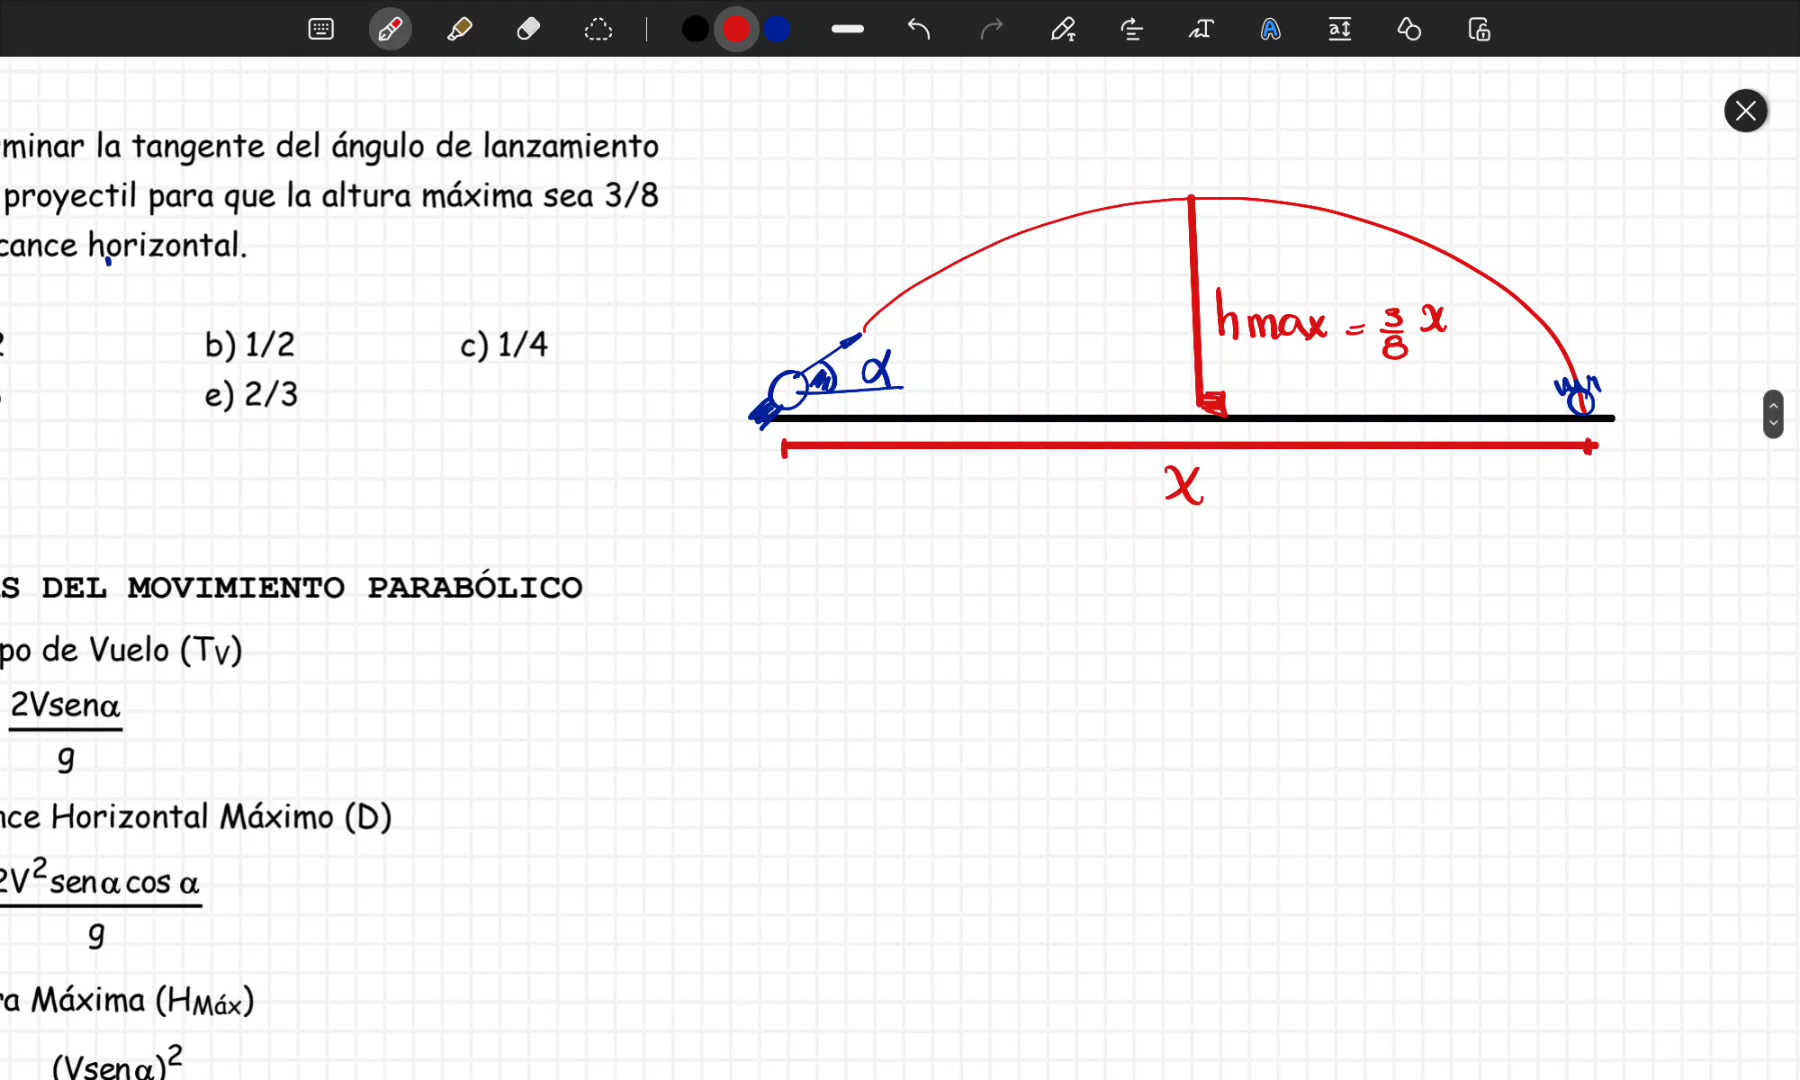 minar la tangente del ángulo de lanzamiento
proyectil para que la altura máxima sea 3/8
cance horizontal.
b) 1/2 c) 1/4
e) 2/3
hmax = 3/8 x
α
x
S DEL MOVIMIENTO PARABÓLICO
po de Vuelo (TV)
2Vsenα
g
nce Horizontal Máximo (D)
2V²senα cos α
g
ra Máxima (HMáx)
(Vsenα)²